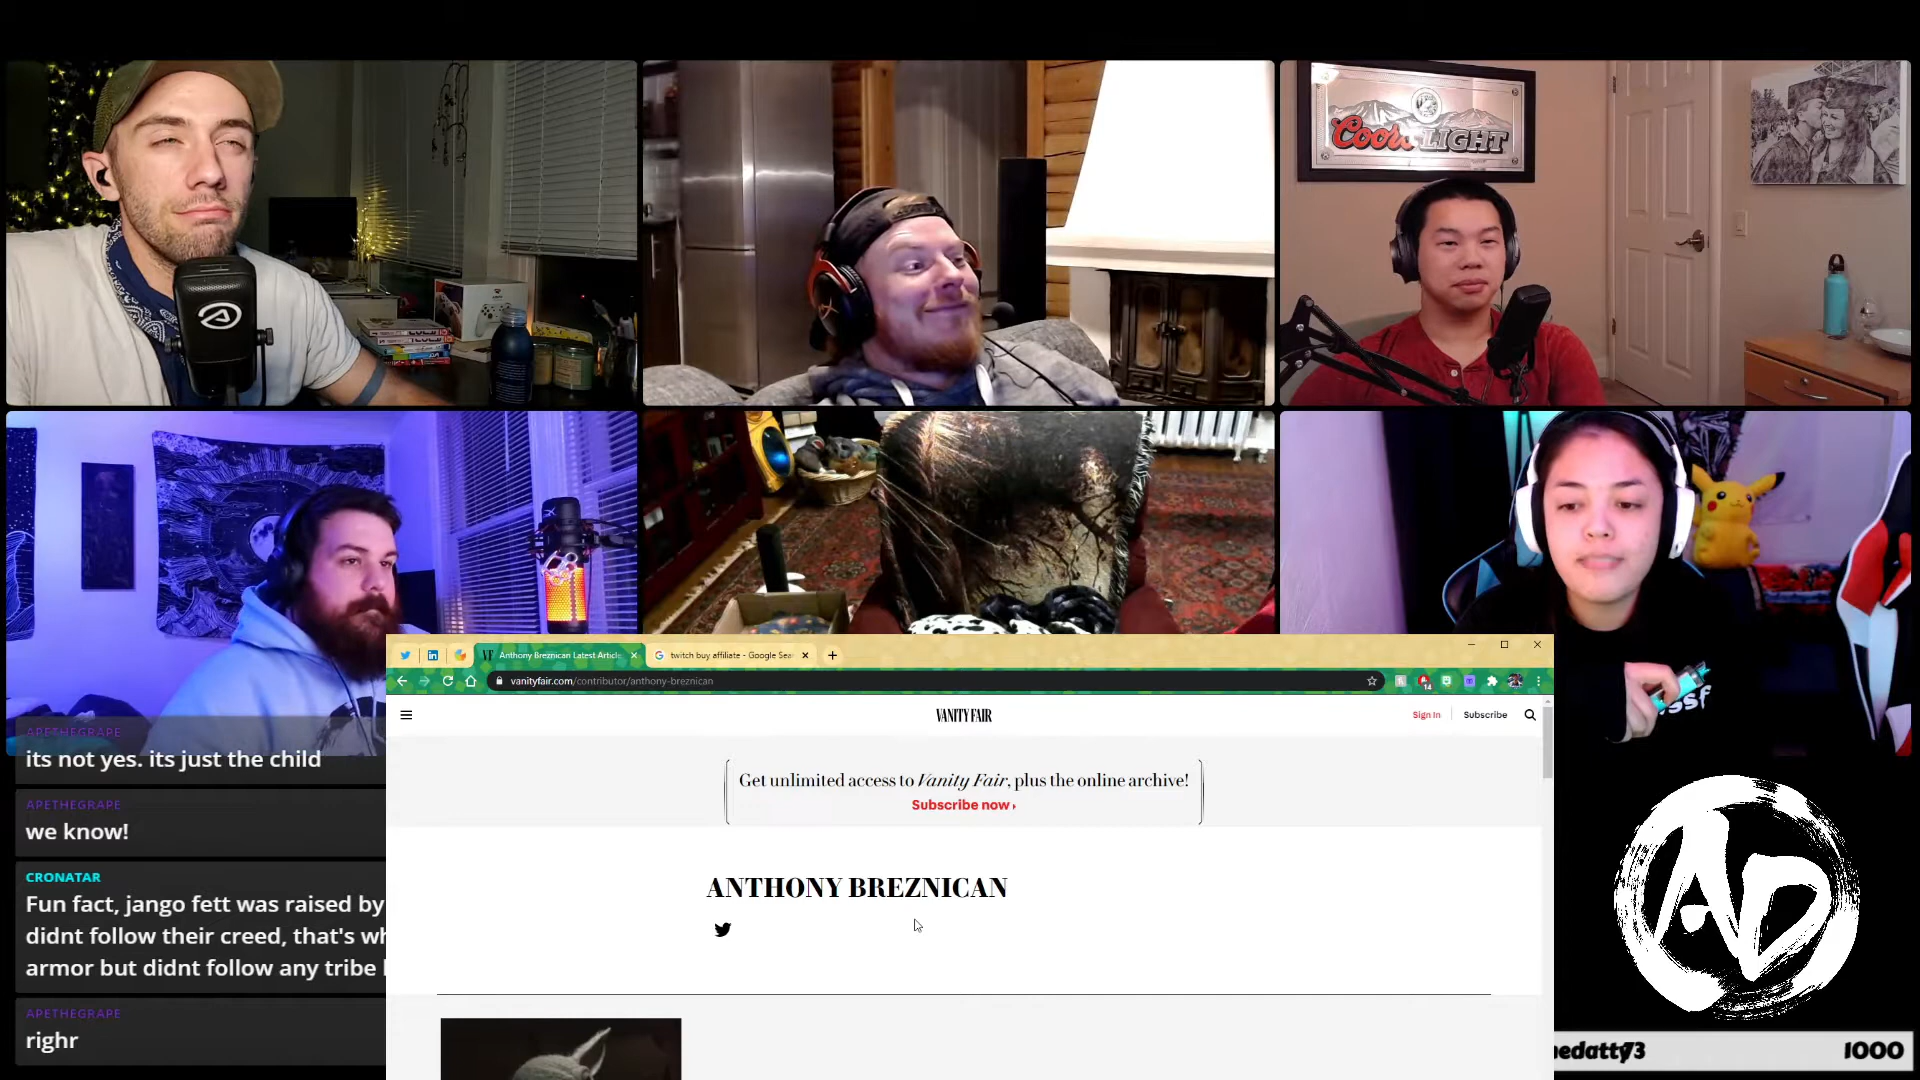 Coors LIGHT
Anthony Breznican Latest Article
twitch buy affiliate - Google Sea
vanityfair.com/contributor/anthony-breznican
VANITY FAIR
Sign In
Subscribe
Get unlimited access to Vanity Fair, plus the online archive!
Subscribe now
ANTHONY BREZNICAN
APETHEGRAPE
its not yes. its just the child
APETHEGRAPE
we know!
CRONATAR
Fun fact, jango fett was raised by
didnt follow their creed, that's wh
armor but didnt follow any tribe
APETHEGRAPE
righr
AD
edatty73
1000